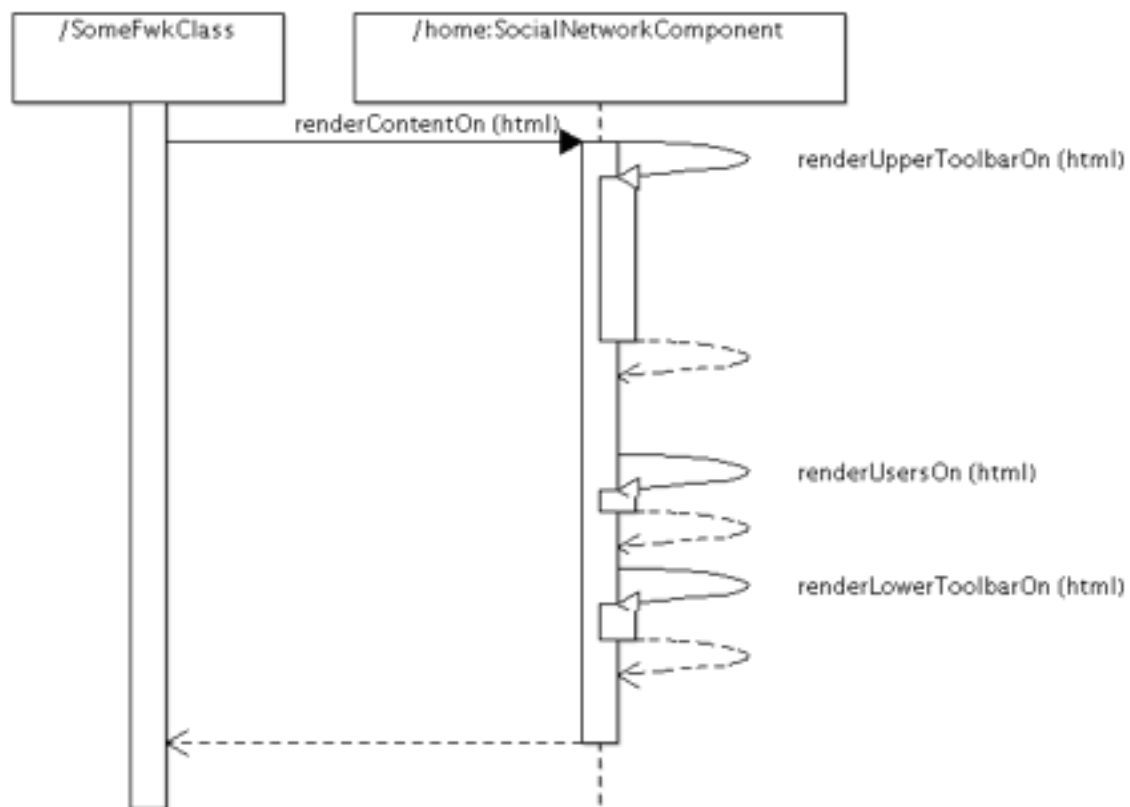 /SomeFwkClass
/home:SocialNetworkComponent
renderContentOn (html)
renderUpperToolbarOn (html)
renderUsersOn (html)
renderLowerToolbarOn (html)